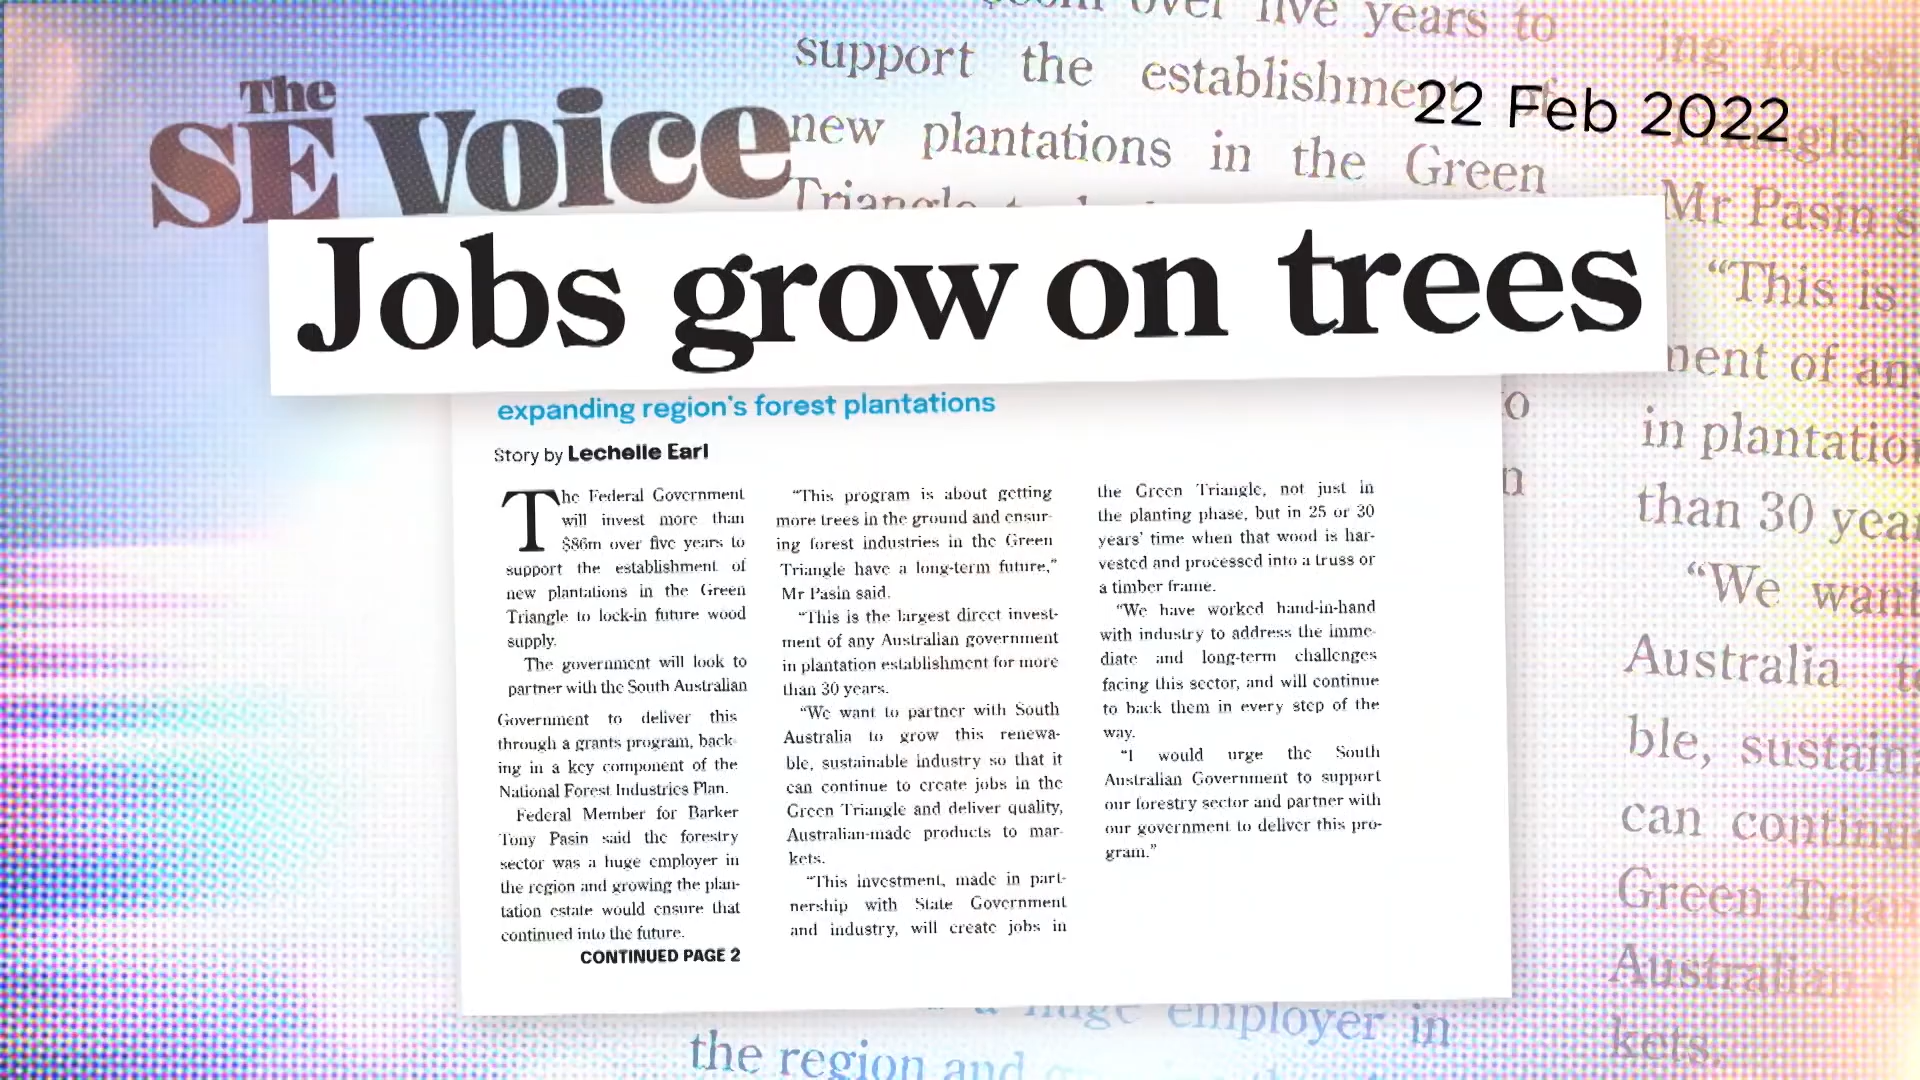 The
SE Voice
22 Feb 2022
Jobs grow on trees
expanding region's forest plantations
Story by Lechelle Earl
The Federal Government
will invest more than
$86m over five years to
support the establishment of
new plantations in the Green
Triangle to lock-in future wood
supply.
The government will look to
partner with the South Australian
Government to deliver this
through a grants program, back-
ing in a key component of the
National Forest Industries Plan.
Federal Member for Barker
Tony Pasin said the forestry
sector was a huge employer in
the region and growing the plan-
tation estate would ensure that
continued into the future.
CONTINUED PAGE 2
“This program is about getting
more trees in the ground and ensur-
ing forest industries in the Green
Triangle have a long-term future,”
Mr Pasin said.
“This is the largest direct invest-
ment of any Australian government
in plantation establishment for more
than 30 years.
“We want to partner with South
Australia to grow this renewa-
ble, sustainable industry so that it
can continue to create jobs in the
Green Triangle and deliver quality,
Australian-made products to mar-
kets.
“This investment, made in part-
nership with State Government
and industry, will create jobs in
the Green Triangle, not just in
the planting phase, but in 25 or 30
years’ time when that wood is har-
vested and processed into a truss or
a timber frame.
“We have worked hand-in-hand
with industry to address the imme-
diate and long-term challenges
facing this sector, and will continue
to back them in every step of the
way.
“I would urge the South
Australian Government to support
our forestry sector and partner with
our government to deliver this pro-
gram.”
over five years to
support the establishment of
new plantations in the Green
Triangle
employer in
the region and
ing forest
Mr Pasin
“This is
ment of any
in plantation
than 30 years
“We want
Australia to
ble,
can continue
Green
Australian
kets.